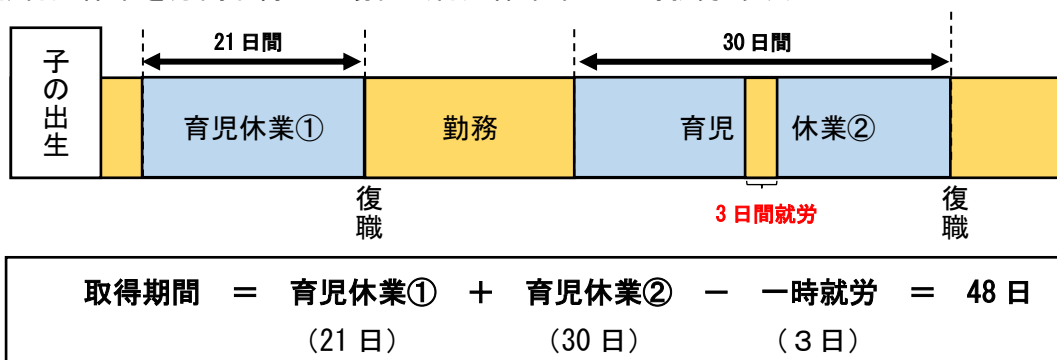 21日間
30日間
子の出生
育児休業①
勤務
育児 休業②
復職
3日間就労
復職
取得期間 = 育児休業① + 育児休業② - 一時就労 = 48日
(21日) (30日) (3日)